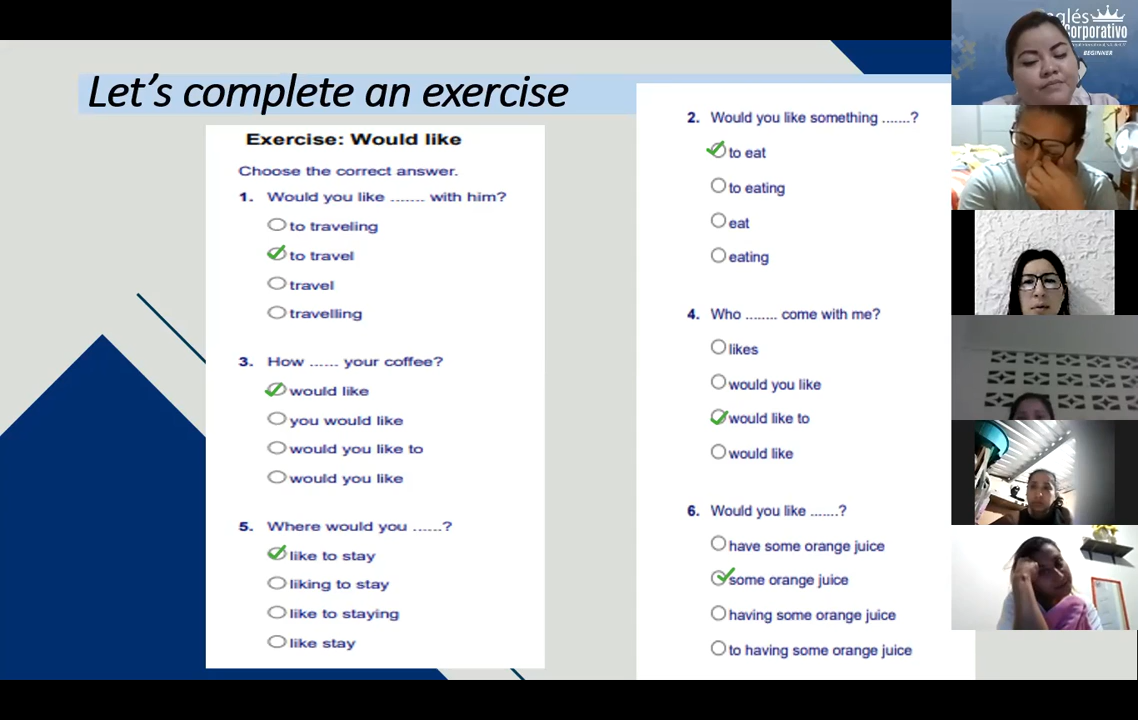 Let's complete an exercise
Exercise: Would like
Choose the correct answer.
1. Would you like ....... with him?
to traveling
to travel
travel
travelling
3. How ...... your coffee?
would like
you would like
would you like to
would you like
5. Where would you ......?
like to stay
liking to stay
like to staying
like stay
2. Would you like something .......?
to eat
to eating
eat
eating
4. Who ........ come with me?
likes
would you like
would like to
would like
6. Would you like .......?
have some orange juice
some orange juice
having some orange juice
to having some orange juice
glés
orporativo
BEGINNER